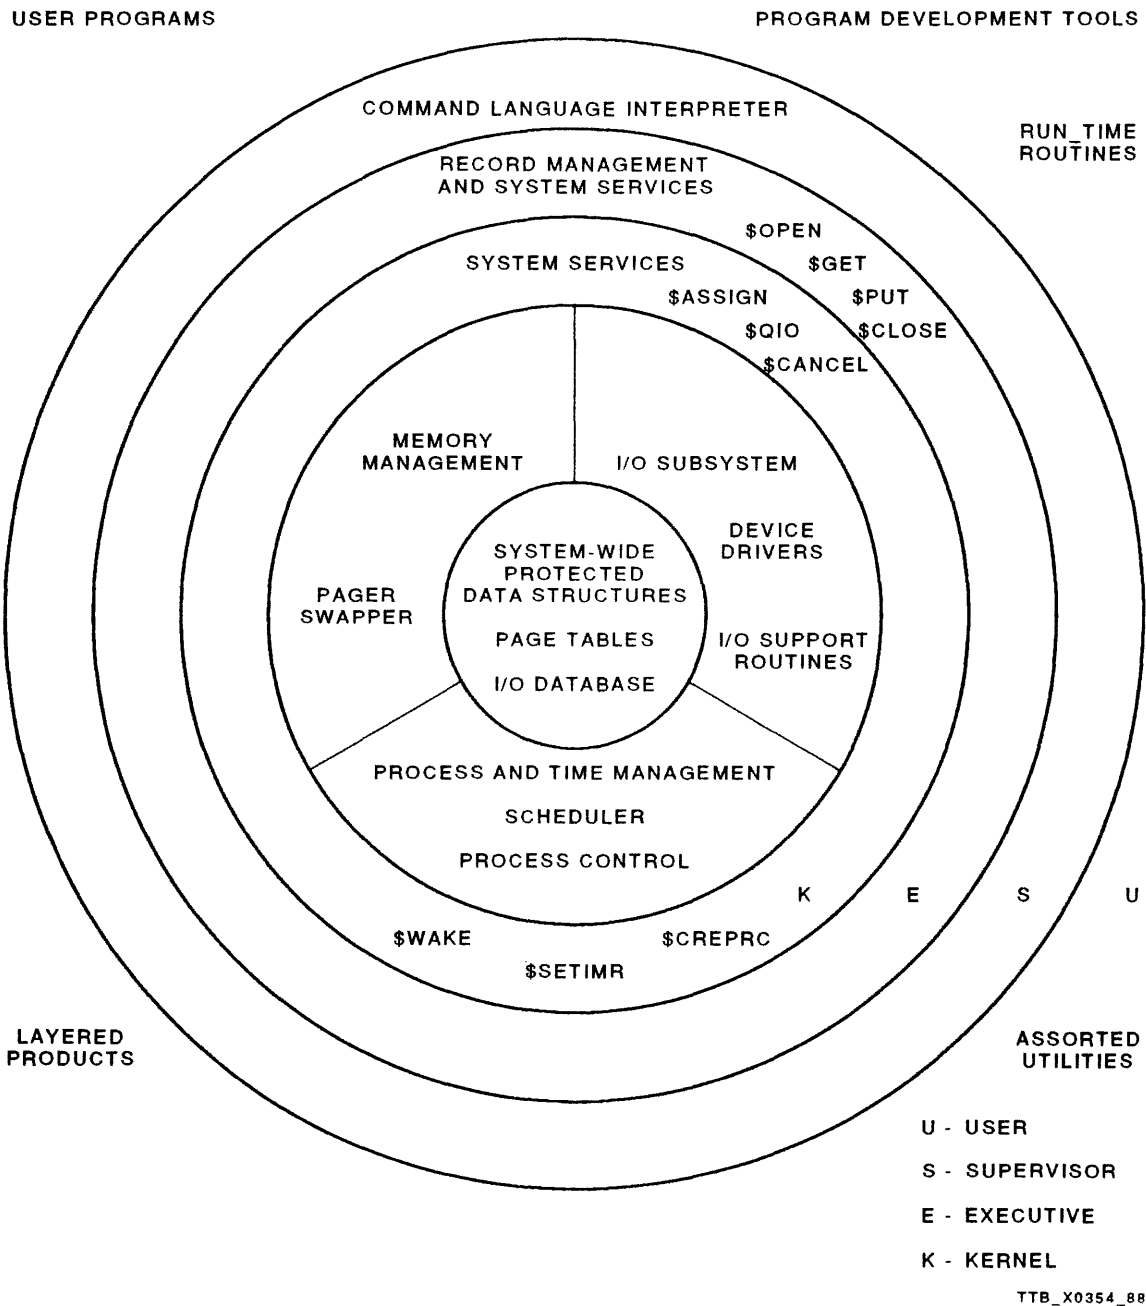 USER PROGRAMS
PROGRAM DEVELOPMENT TOOLS
COMMAND LANGUAGE INTERPRETER
RUN_TIME
ROUTINES
RECORD MANAGEMENT
AND SYSTEM SERVICES
$OPEN
SYSTEM SERVICES
$GET
$ASSIGN
$PUT
$QIO
$CLOSE
$CANCEL
MEMORY
MANAGEMENT
I/O SUBSYSTEM
DEVICE
DRIVERS
SYSTEM-WIDE
PROTECTED
DATA STRUCTURES
PAGER
SWAPPER
PAGE TABLES
I/O SUPPORT
ROUTINES
I/O DATABASE
PROCESS AND TIME MANAGEMENT
SCHEDULER
PROCESS CONTROL
K E S U
$WAKE
$CREPRC
$SETIMR
LAYERED
PRODUCTS
ASSORTED
UTILITIES
U - USER
S - SUPERVISOR
E - EXECUTIVE
K - KERNEL
TTB_X0354_88